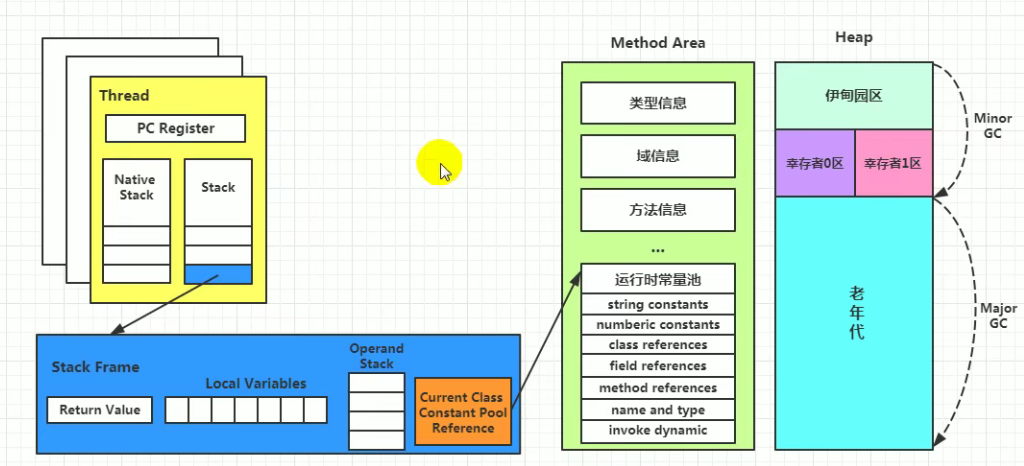 Thread
PC Register
Native
Stack
Stack
Stack Frame
Return Value
Local Variables
Operand
Stack
Current Class
Constant Pool
Reference
Method Area
类型信息
域信息
方法信息
...
运行时常量池
string constants
numberic constants
class references
field references
method references
name and type
invoke dynamic
Heap
伊甸园区
幸存者0区
幸存者1区
老
年
代
Minor
GC
Major
GC